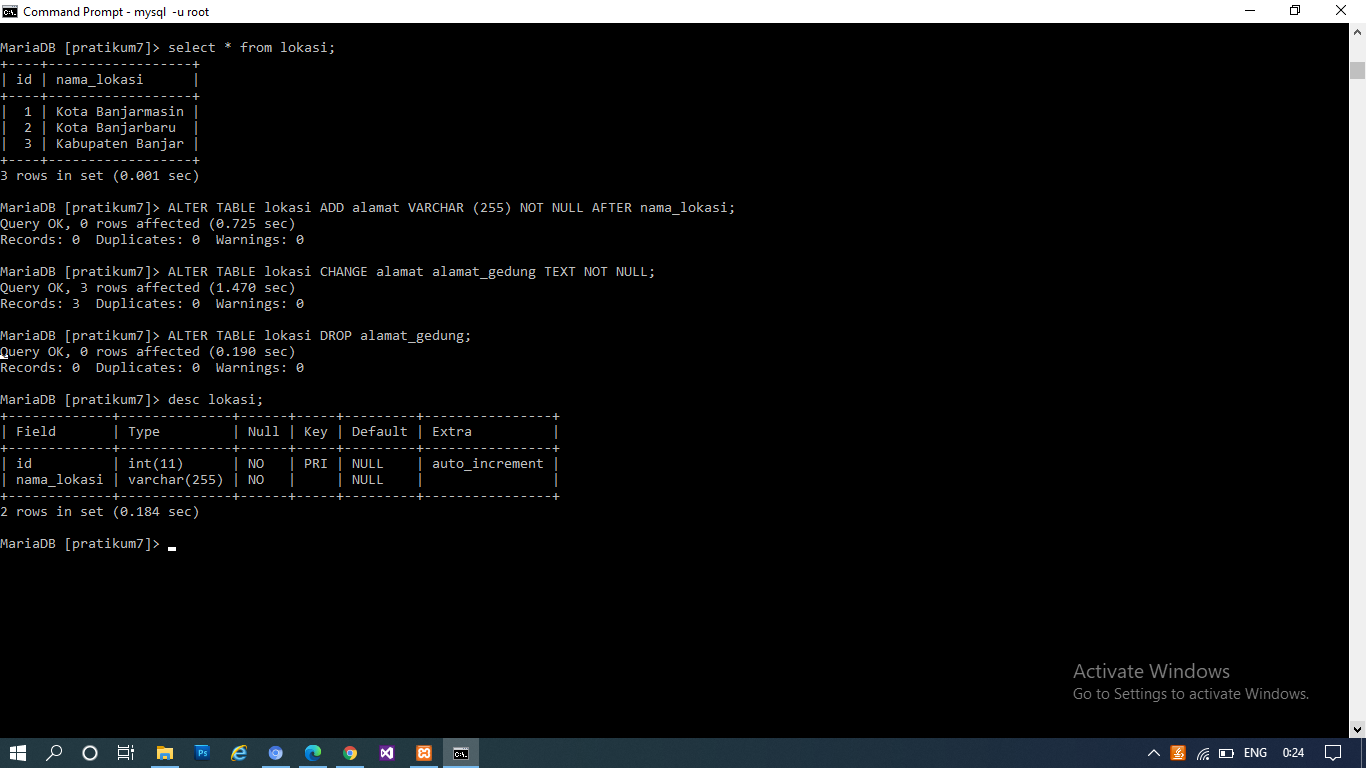 Command Prompt - mysql  -u root
MariaDB [pratikum7]> select * from lokasi;
+----+------------------+
| id | nama_lokasi      |
+----+------------------+
|  1 | Kota Banjarmasin |
|  2 | Kota Banjarbaru  |
|  3 | Kabupaten Banjar |
+----+------------------+
3 rows in set (0.001 sec)
MariaDB [pratikum7]> ALTER TABLE lokasi ADD alamat VARCHAR (255) NOT NULL AFTER nama_lokasi;
Query OK, 0 rows affected (0.725 sec)
Records: 0  Duplicates: 0  Warnings: 0
MariaDB [pratikum7]> ALTER TABLE lokasi CHANGE alamat alamat_gedung TEXT NOT NULL;
Query OK, 3 rows affected (1.470 sec)
Records: 3  Duplicates: 0  Warnings: 0
MariaDB [pratikum7]> ALTER TABLE lokasi DROP alamat_gedung;
Query OK, 0 rows affected (0.190 sec)
Records: 0  Duplicates: 0  Warnings: 0
MariaDB [pratikum7]> desc lokasi;
+-------------+--------------+------+-----+---------+----------------+
| Field       | Type         | Null | Key | Default | Extra          |
+-------------+--------------+------+-----+---------+----------------+
| id          | int(11)      | NO   | PRI | NULL    | auto_increment |
| nama_lokasi | varchar(255) | NO   |     | NULL    |                |
+-------------+--------------+------+-----+---------+----------------+
2 rows in set (0.184 sec)
MariaDB [pratikum7]>
Activate Windows
Go to Settings to activate Windows.
Ps
ENG
0:24